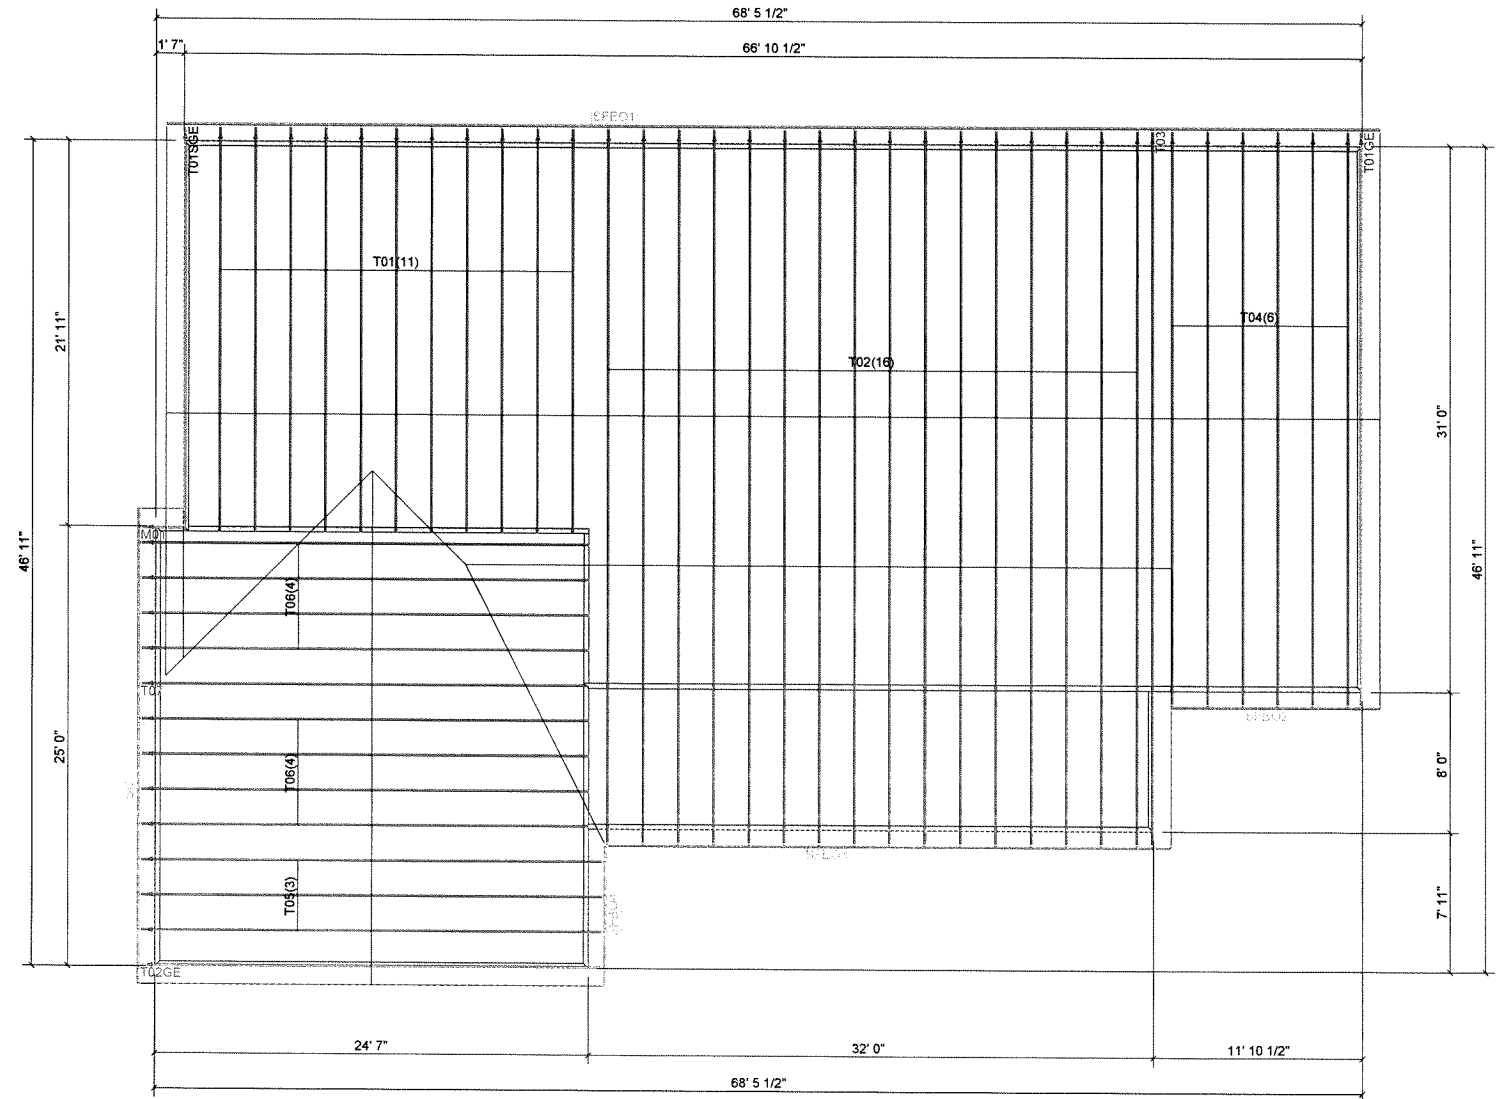 68' 5 1/2"
1' 7"
66' 10 1/2"
SFEO1
T01SGE
T03
T01GE
T01(11)
T04(6)
21' 11"
T02(16)
31' 0"
M01
46' 11"
46' 11"
T06(4)
T07
25' 0"
T06(4)
8' 0"
T05(3)
7' 11"
T02GE
24' 7"
32' 0"
11' 10 1/2"
68' 5 1/2"